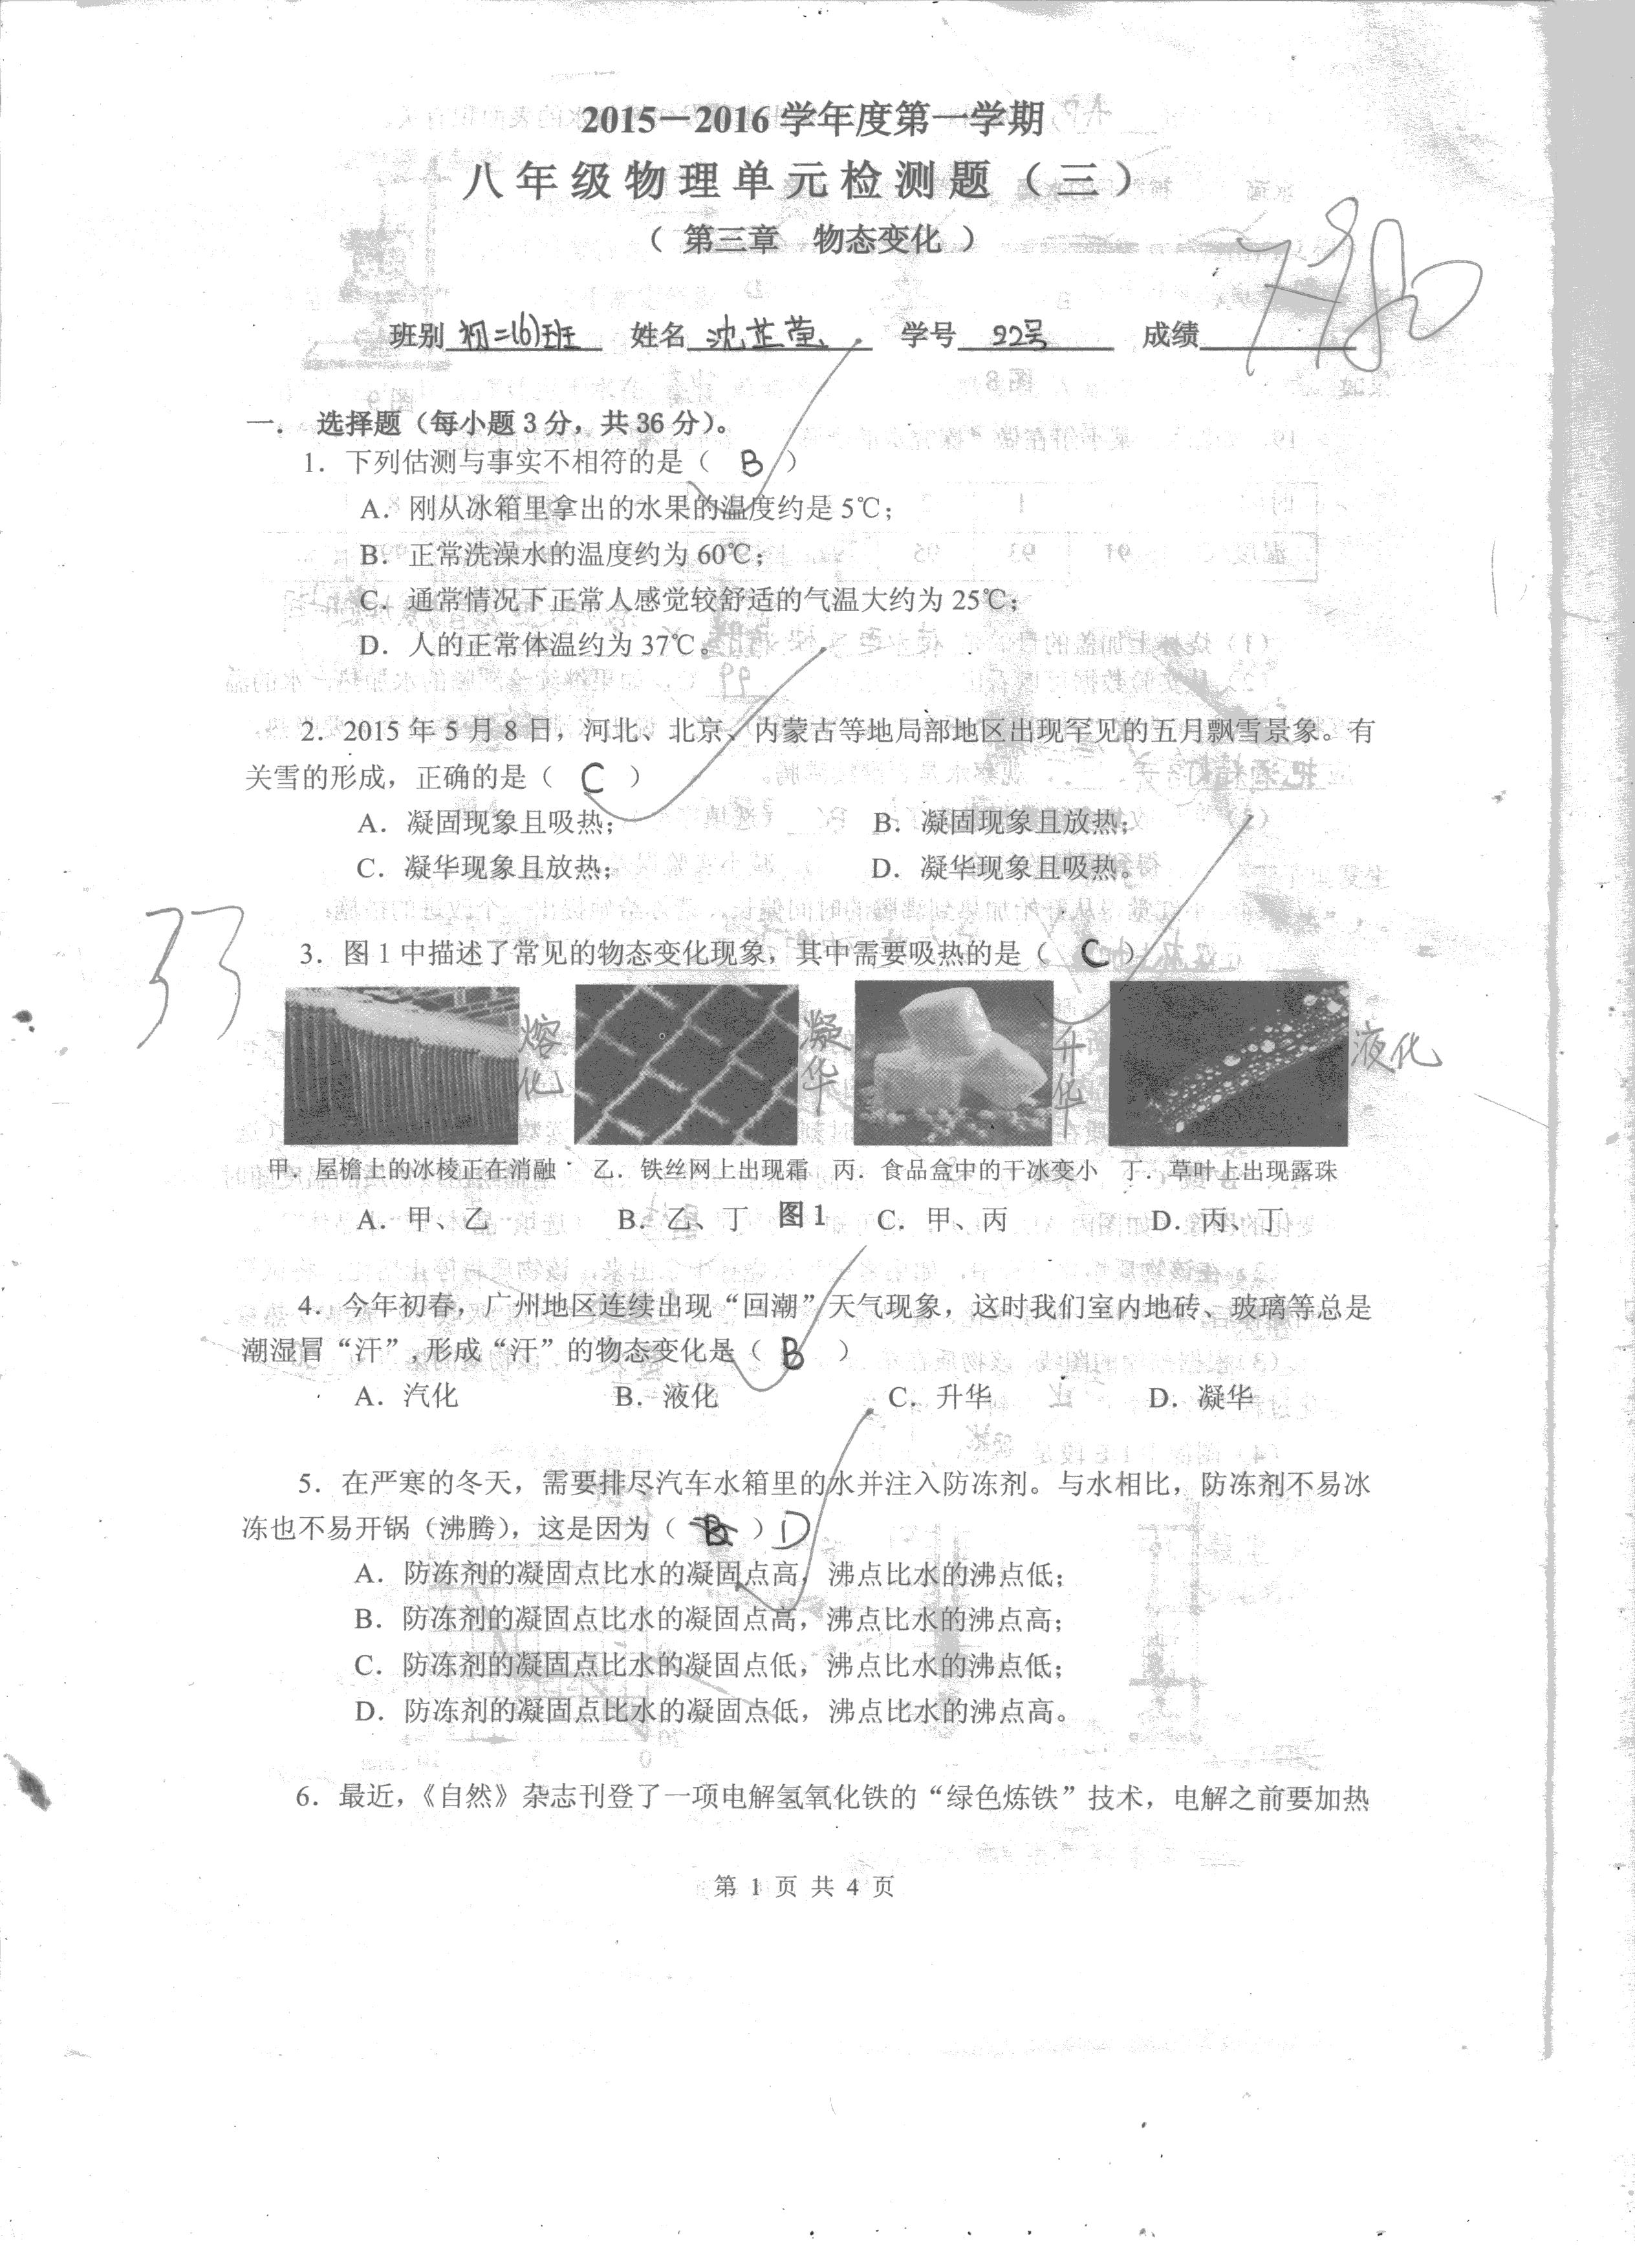 2015－2016 学年度第一学期
八年级物理单元检测题（三）
（ 第三章 物态变化 ）
班别 初二(6)班 姓名 沈芷莹 学号 22号 成绩
一． 选择题（每小题 3 分，共 36 分）。
1．下列估测与事实不相符的是（ B ）
A．刚从冰箱里拿出的水果的温度约是 5℃；
B．正常洗澡水的温度约为 60℃；
C．通常情况下正常人感觉较舒适的气温大约为 25℃；
D．人的正常体温约为 37℃。
2．2015 年 5 月 8 日，河北、北京、内蒙古等地局部地区出现罕见的五月飘雪景象。有
关雪的形成，正确的是（ C ）
A．凝固现象且吸热； B．凝固现象且放热；
C．凝华现象且放热； D．凝华现象且吸热。
33
3．图 1 中描述了常见的物态变化现象，其中需要吸热的是（ C ）
熔化 凝华 升华 液化
甲．屋檐上的冰棱正在消融 乙．铁丝网上出现霜 丙．食品盒中的干冰变小 丁．草叶上出现露珠
A．甲、乙 B．乙、丁 图 1 C．甲、丙 D．丙、丁
4．今年初春，广州地区连续出现“回潮”天气现象，这时我们室内地砖、玻璃等总是
潮湿冒“汗”，形成“汗”的物态变化是（ B ）
A．汽化 B．液化 C．升华 D．凝华
5．在严寒的冬天，需要排尽汽车水箱里的水并注入防冻剂。与水相比，防冻剂不易冰
冻也不易开锅（沸腾），这是因为（ B ）D
A．防冻剂的凝固点比水的凝固点高，沸点比水的沸点低；
B．防冻剂的凝固点比水的凝固点高，沸点比水的沸点高；
C．防冻剂的凝固点比水的凝固点低，沸点比水的沸点低；
D．防冻剂的凝固点比水的凝固点低，沸点比水的沸点高。
6．最近，《自然》杂志刊登了一项电解氢氧化铁的“绿色炼铁”技术，电解之前要加热
第 1 页 共 4 页